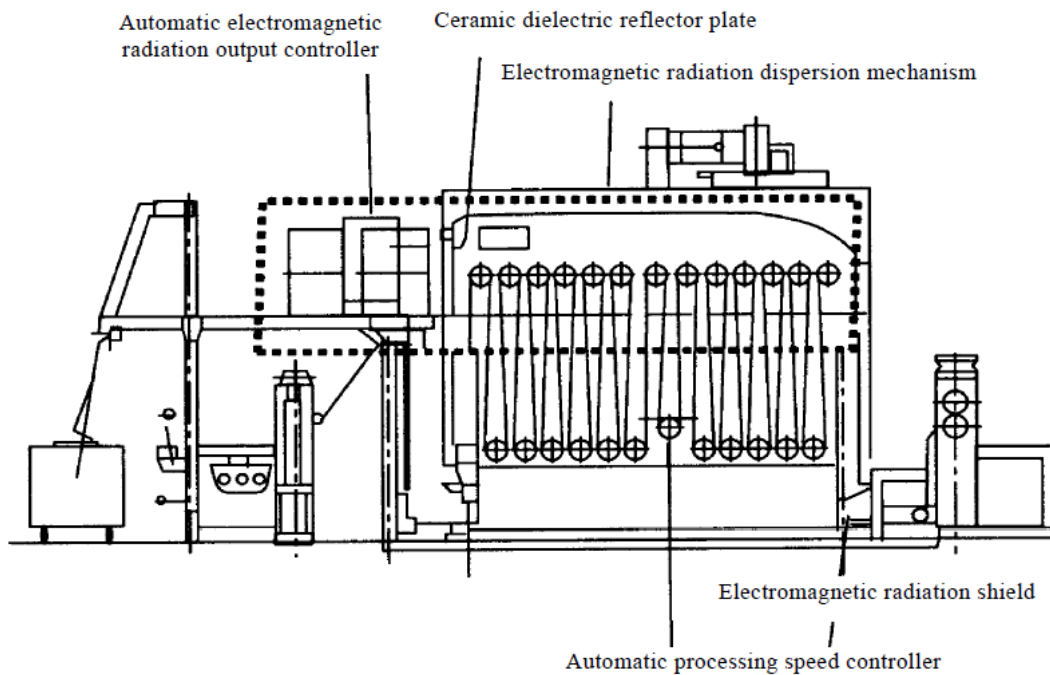 Automatic electromagnetic
radiation output controller
Ceramic dielectric reflector plate
Electromagnetic radiation dispersion mechanism
Electromagnetic radiation shield
Automatic processing speed controller